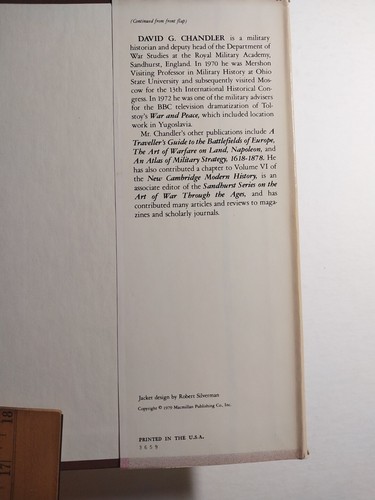 (Continued from front flap)
DAVID G. CHANDLER is a military
historian and deputy head of the Department of
War Studies at the Royal Military Academy,
Sandhurst, England. In 1970 he was Mershon
Visiting Professor in Military History at Ohio
State University and subsequently visited Mos-
cow for the 13th International Historical Con-
gress. In 1972 he was one of the military advisers
for the BBC television dramatization of Tol-
stoy's War and Peace, which included location
work in Yugoslavia.
Mr. Chandler's other publications include A
Traveller's Guide to the Battlefields of Europe,
The Art of Warfare on Land, Napoleon, and
An Atlas of Military Strategy, 1618-1878. He
has also contributed a chapter to Volume VI of
the New Cambridge Modern History, is an
associate editor of the Sandhurst Series on the
Art of War Through the Ages, and has
contributed many articles and reviews to maga-
zines and scholarly journals.
Jacket design by Robert Silverman
Copyright © 1979 Macmillan Publishing Co., Inc.
PRINTED IN THE U.S.A.
5659
18
17